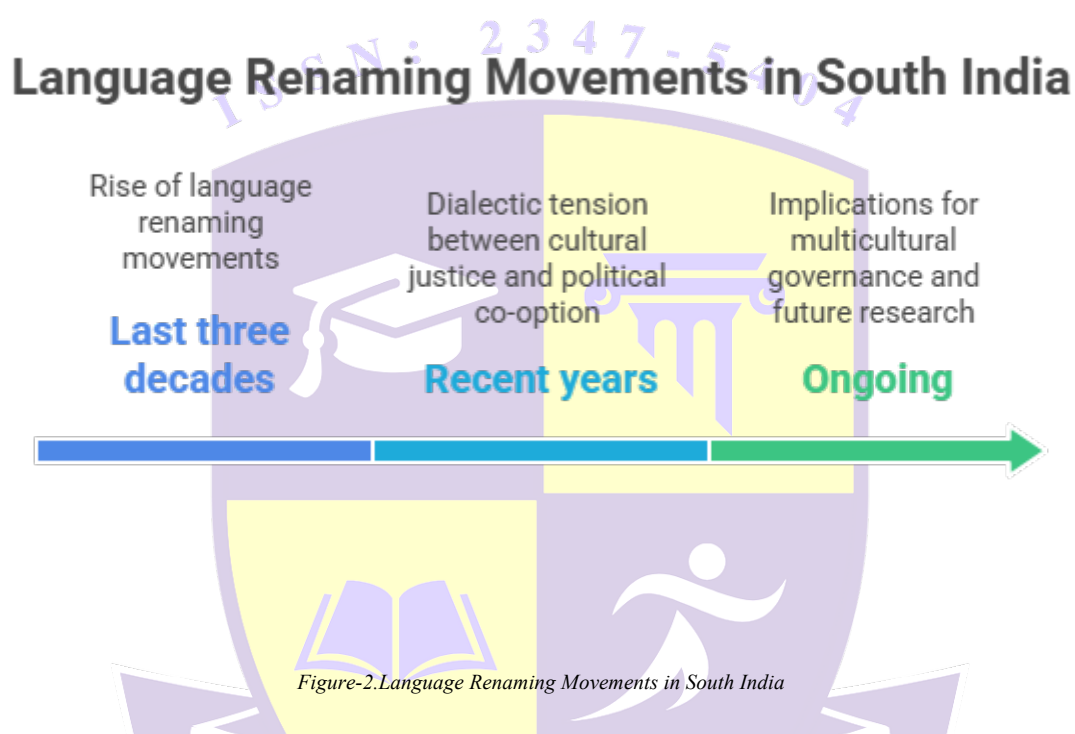 ISSN: 2347-5404
Language Renaming Movements in South India
Rise of language
renaming
movements
Last three
decades
Dialectic tension
between cultural
justice and political
co-option
Recent years
Implications for
multicultural
governance and
future research
Ongoing
Figure-2.Language Renaming Movements in South India